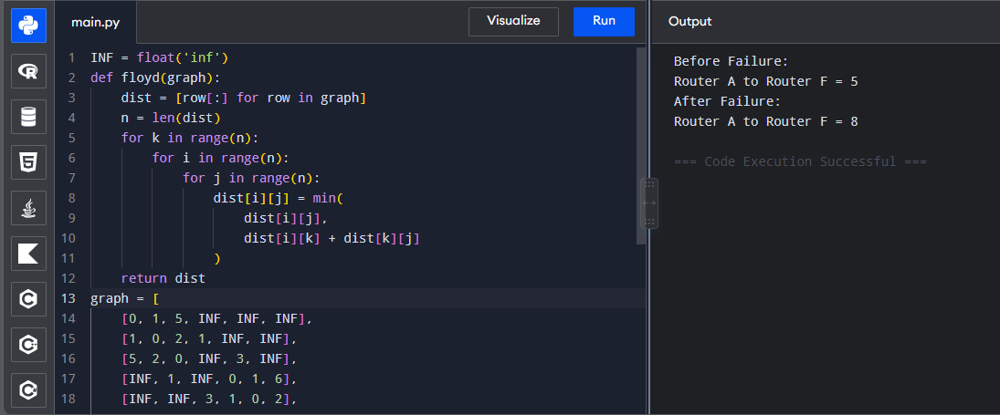 main.py
Visualize
Run
Output
1 INF = float('inf')
2 def floyd(graph):
3     dist = [row[:] for row in graph]
4     n = len(dist)
5     for k in range(n):
6         for i in range(n):
7             for j in range(n):
8                 dist[i][j] = min(
9                     dist[i][j],
10                     dist[i][k] + dist[k][j]
11                 )
12     return dist
13 graph = [
14     [0, 1, 5, INF, INF, INF],
15     [1, 0, 2, 1, INF, INF],
16     [5, 2, 0, INF, 3, INF],
17     [INF, 1, INF, 0, 1, 6],
18     [INF, INF, 3, 1, 0, 2],
Before Failure:
Router A to Router F = 5
After Failure:
Router A to Router F = 8
=== Code Execution Successful ===